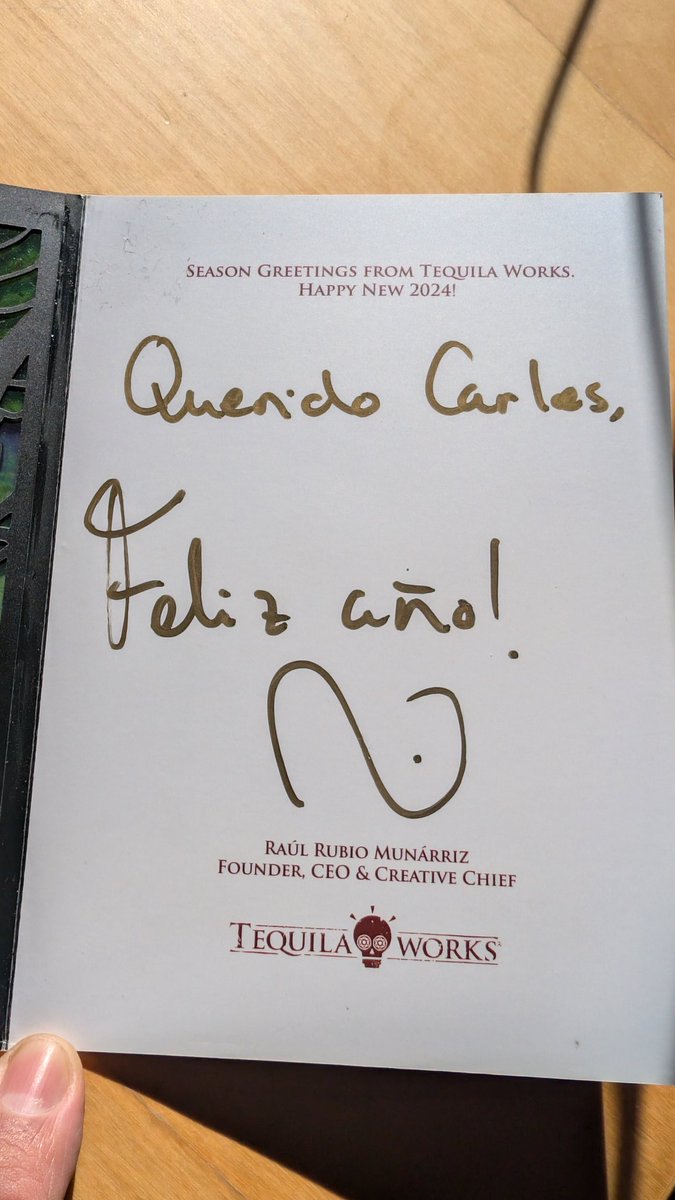 Season Greetings from Tequila Works.
Happy New 2024!
Querido Carles,
Feliz año!
Raúl Rubio Munárriz
Founder, CEO & Creative Chief
Tequila Works